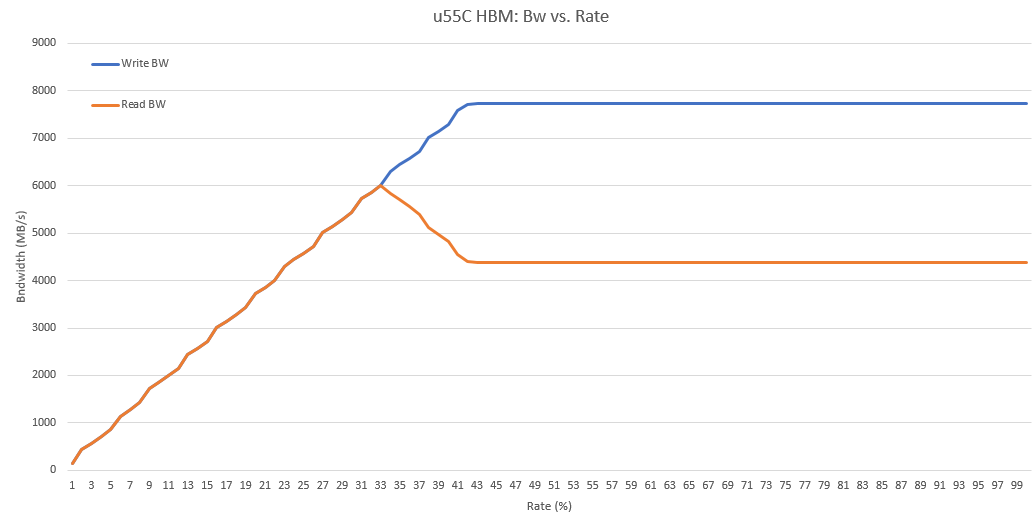 u55C HBM: Bw vs. Rate
9000
8000
7000
6000
5000
4000
3000
2000
1000
0
Bndwidth (MB/s)
Write BW
Read BW
1 3 5 7 9 11 13 15 17 19 21 23 25 27 29 31 33 35 37 39 41 43 45 47 49 51 53 55 57 59 61 63 65 67 69 71 73 75 77 79 81 83 85 87 89 91 93 95 97 99
Rate (%)